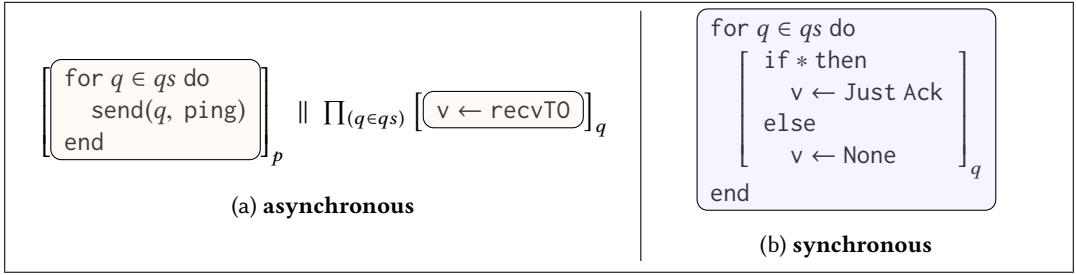 for q ∈ qs do
send(q, ping)
end
p
∥ ∏(q∈qs) [ v ← recvTO ]q
(a) asynchronous
for q ∈ qs do
if * then
v ← Just Ack
else
v ← None
q
end
(b) synchronous